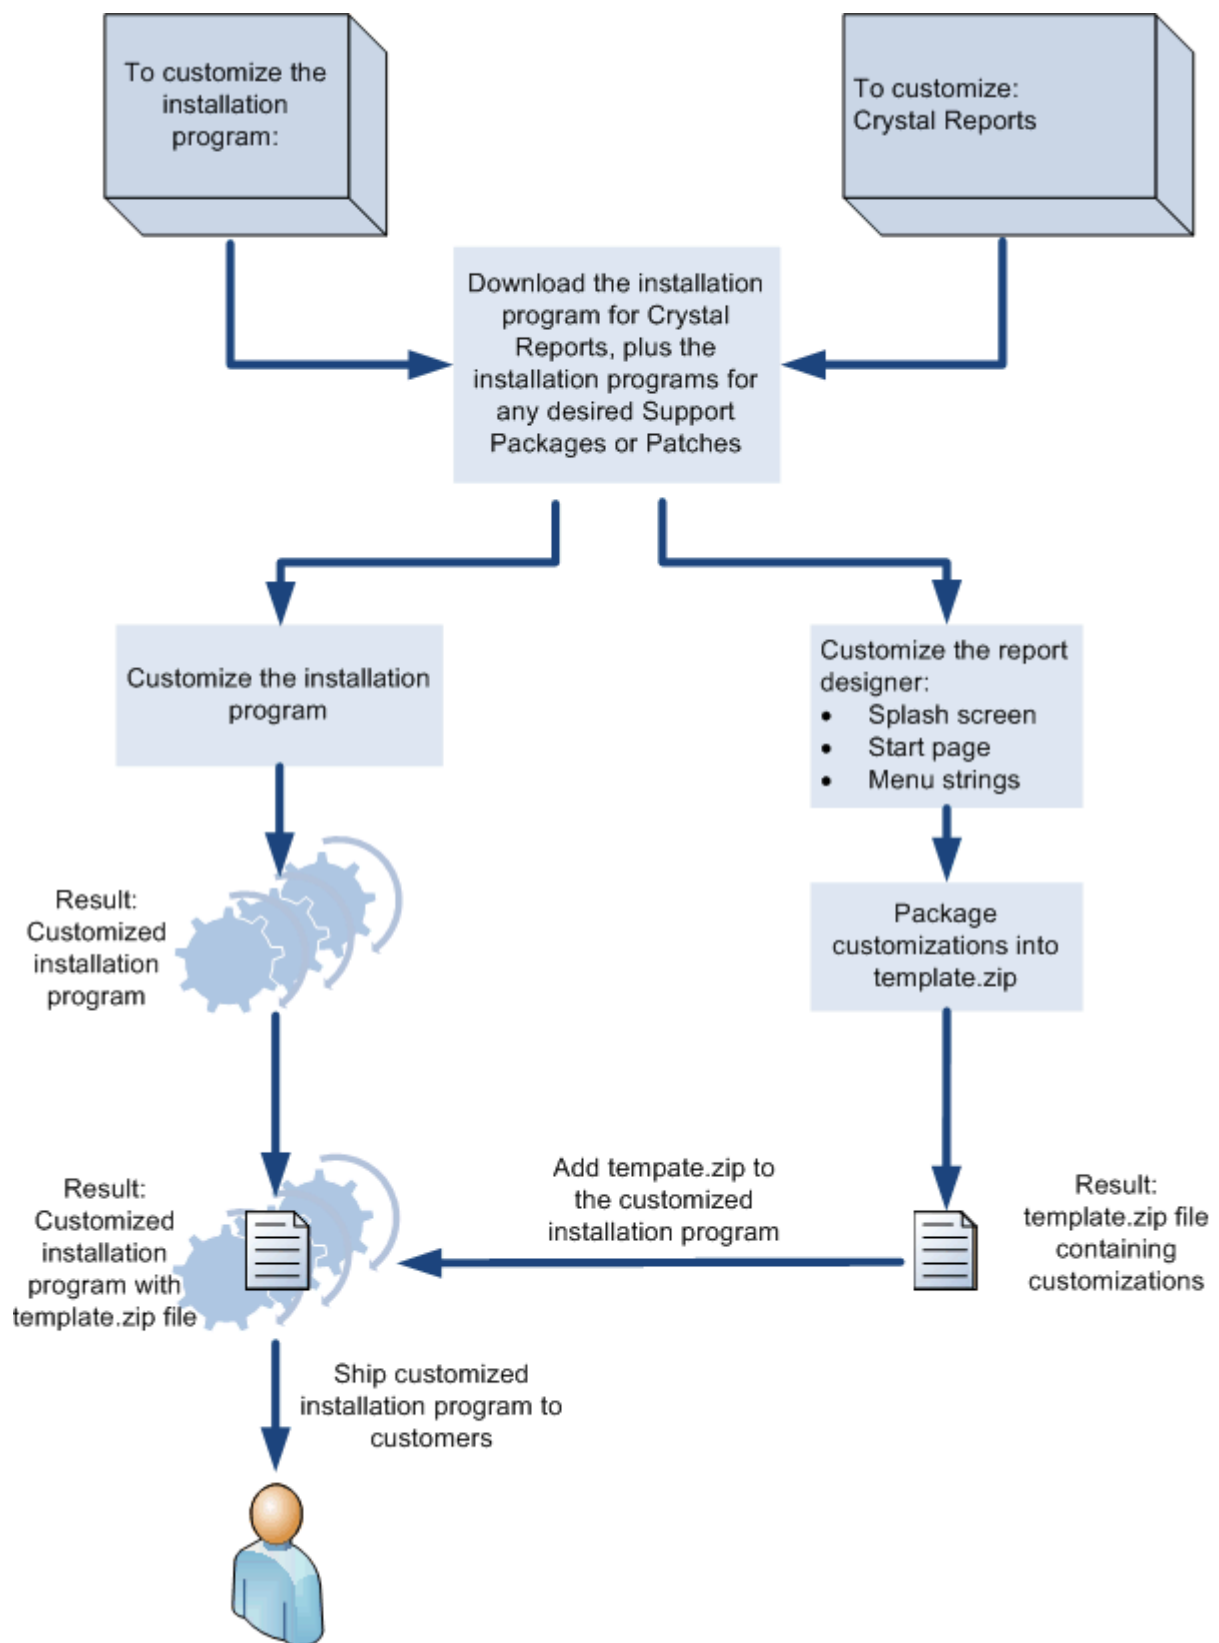 To customize the
installation
program:
To customize:
Crystal Reports
Download the installation
program for Crystal
Reports, plus the
installation programs for
any desired Support
Packages or Patches
Customize the installation
program
Customize the report
designer:
• Splash screen
• Start page
• Menu strings
Result:
Customized
installation
program
Package
customizations into
template.zip
Result:
Customized
installation
program with
template.zip file
Add tempate.zip to
the customized
installation program
Result:
template.zip file
containing
customizations
Ship customized
installation program to
customers